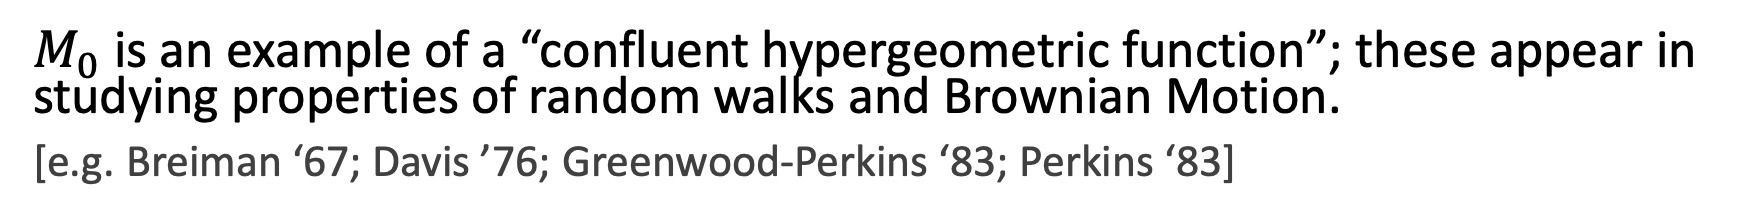 M₀ is an example of a “confluent hypergeometric function”; these appear in
studying properties of random walks and Brownian Motion.
[e.g. Breiman ‘67; Davis ’76; Greenwood-Perkins ‘83; Perkins ‘83]